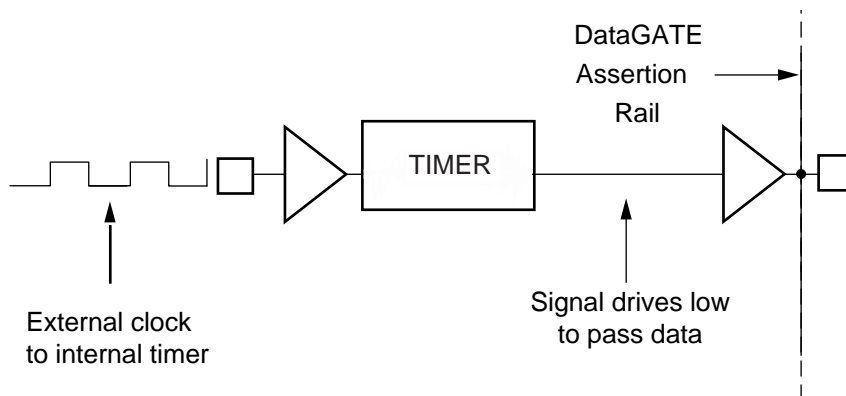 DataGATE
Assertion
Rail
TIMER
External clock
to internal timer
Signal drives low
to pass data